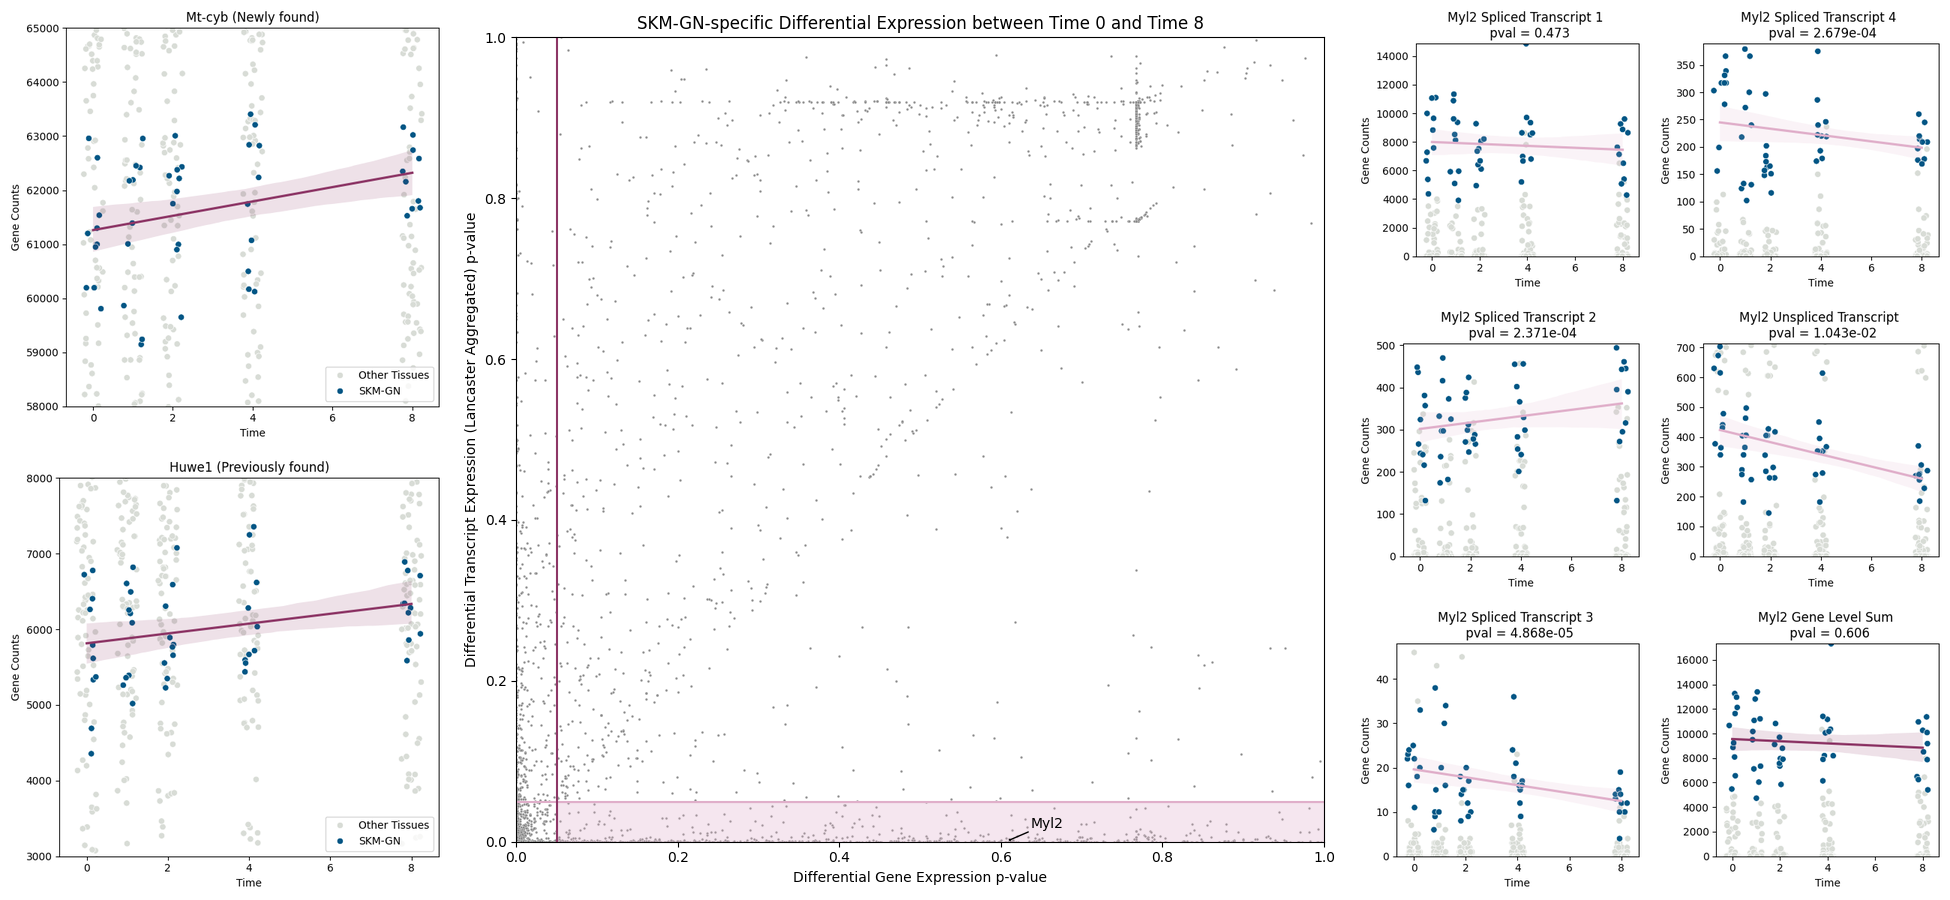 Mt-cyb (Newly found)
65000
64000
63000
62000
61000
60000
59000
58000
Gene Counts
Other Tissues
SKM-GN
0
2
4
6
8
Time
Huwe1 (Previously found)
8000
7000
6000
5000
4000
3000
Gene Counts
Other Tissues
SKM-GN
0
2
4
6
8
Time
SKM-GN-specific Differential Expression between Time 0 and Time 8
1.0
0.8
0.6
0.4
0.2
0.0
Differential Transcript Expression (Lancaster Aggregated) p-value
Myl2
0.0
0.2
0.4
0.6
0.8
1.0
Differential Gene Expression p-value
Myl2 Spliced Transcript 1
pval = 0.473
14000
12000
10000
8000
6000
4000
2000
0
Gene Counts
0
2
4
6
8
Time
Myl2 Spliced Transcript 4
pval = 2.679e-04
350
300
250
200
150
100
50
0
Gene Counts
0
2
4
6
8
Time
Myl2 Spliced Transcript 2
pval = 2.371e-04
500
400
300
200
100
0
Gene Counts
0
2
4
6
8
Time
Myl2 Unspliced Transcript
pval = 1.043e-02
700
600
500
400
300
200
100
0
Gene Counts
0
2
4
6
8
Time
Myl2 Spliced Transcript 3
pval = 4.868e-05
40
30
20
10
0
Gene Counts
0
2
4
6
8
Time
Myl2 Gene Level Sum
pval = 0.606
16000
14000
12000
10000
8000
6000
4000
2000
0
Gene Counts
0
2
4
6
8
Time